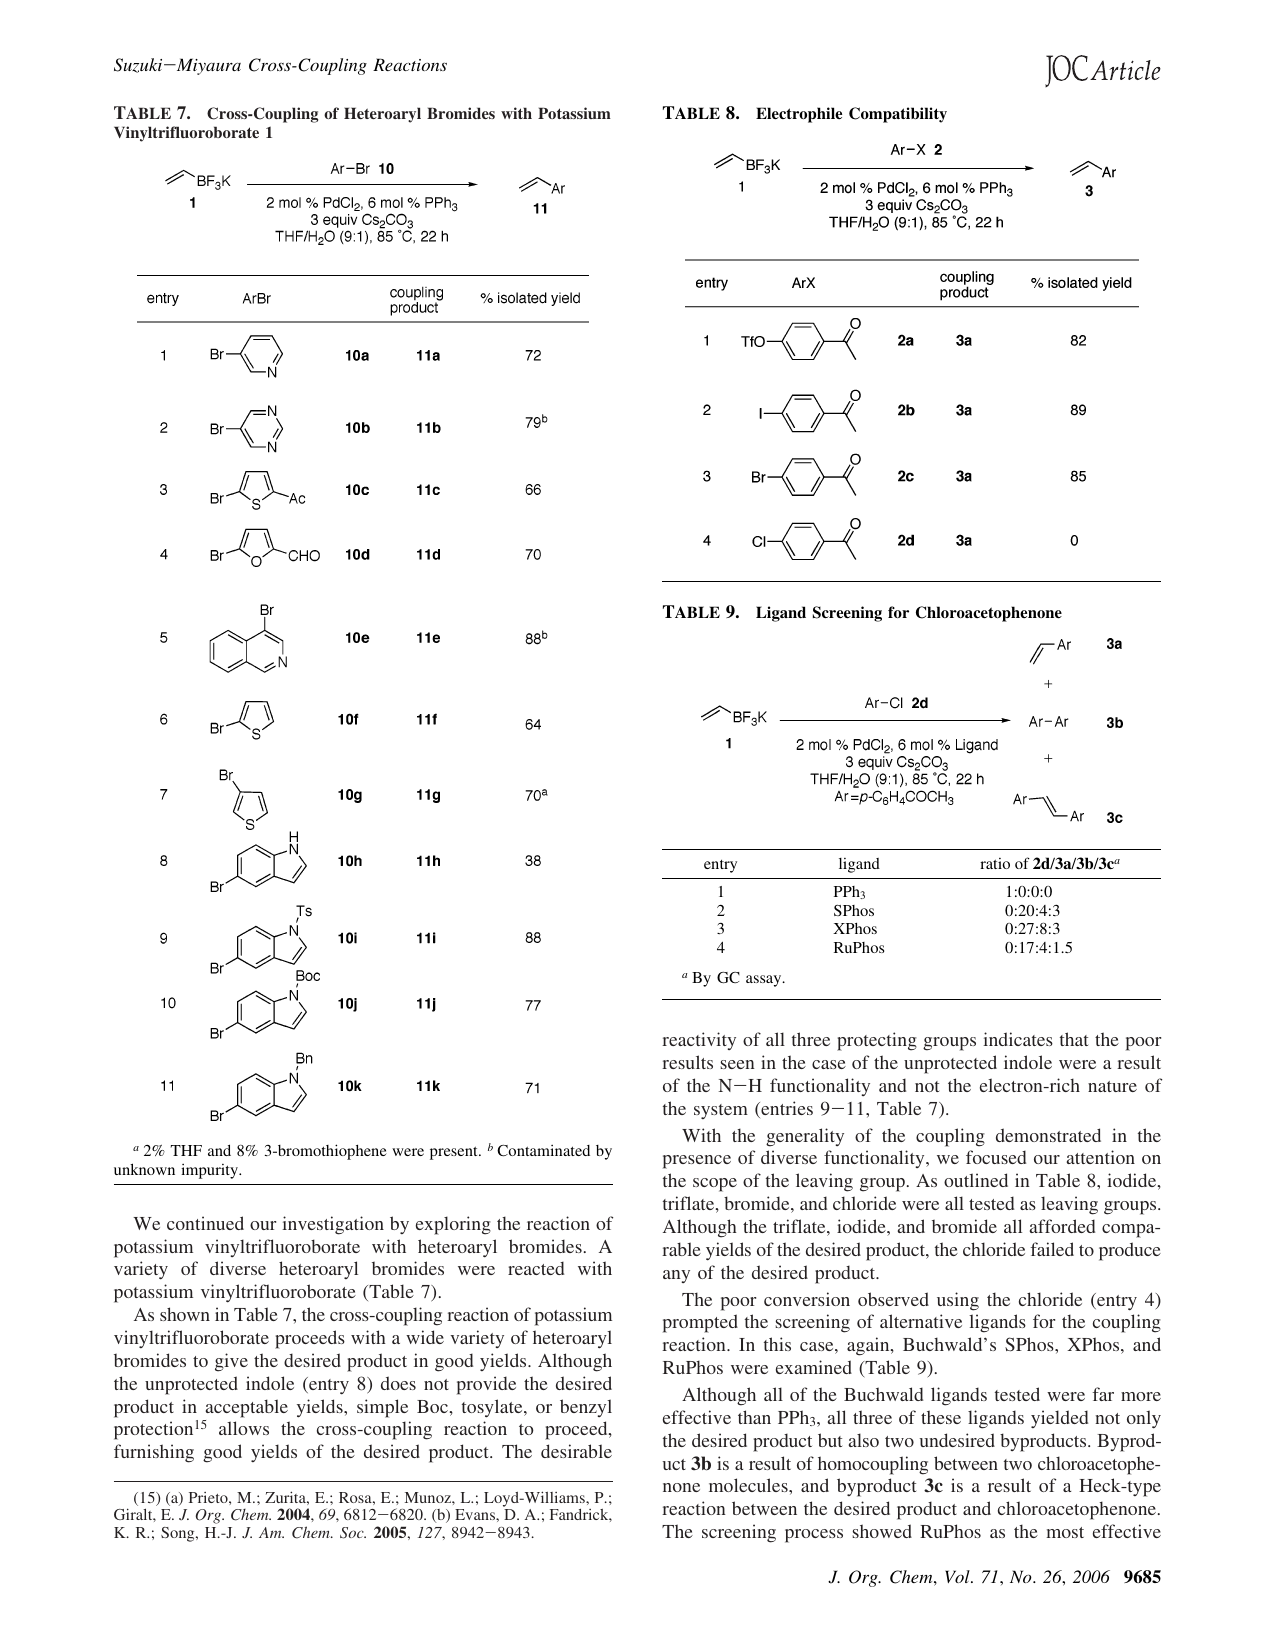 Suzuki−Miyaura Cross-Coupling Reactions
JOC Article
TABLE 7. Cross-Coupling of Heteroaryl Bromides with Potassium
Vinyltrifluoroborate 1
BF3K
1
Ar−Br 10
2 mol % PdCl2, 6 mol % PPh3
3 equiv Cs2CO3
THF/H2O (9:1), 85 ˚C, 22 h
Ar
11
entry ArBr coupling product % isolated yield
1 Br N 10a 11a 72
2 Br N N 10b 11b 79b
3 Br S Ac 10c 11c 66
4 Br O CHO 10d 11d 70
5 Br N 10e 11e 88b
6 Br S 10f 11f 64
7 Br S 10g 11g 70a
8 Br H N 10h 11h 38
9 Br Ts N 10i 11i 88
10 Br Boc N 10j 11j 77
11 Br Bn N 10k 11k 71
a 2% THF and 8% 3-bromothiophene were present. b Contaminated by
unknown impurity.
We continued our investigation by exploring the reaction of
potassium vinyltrifluoroborate with heteroaryl bromides. A
variety of diverse heteroaryl bromides were reacted with
potassium vinyltrifluoroborate (Table 7).
As shown in Table 7, the cross-coupling reaction of potassium
vinyltrifluoroborate proceeds with a wide variety of heteroaryl
bromides to give the desired product in good yields. Although
the unprotected indole (entry 8) does not provide the desired
product in acceptable yields, simple Boc, tosylate, or benzyl
protection15 allows the cross-coupling reaction to proceed,
furnishing good yields of the desired product. The desirable
(15) (a) Prieto, M.; Zurita, E.; Rosa, E.; Munoz, L.; Loyd-Williams, P.;
Giralt, E. J. Org. Chem. 2004, 69, 6812−6820. (b) Evans, D. A.; Fandrick,
K. R.; Song, H.-J. J. Am. Chem. Soc. 2005, 127, 8942−8943.
TABLE 8. Electrophile Compatibility
BF3K
1
Ar−X 2
2 mol % PdCl2, 6 mol % PPh3
3 equiv Cs2CO3
THF/H2O (9:1), 85 ˚C, 22 h
Ar
3
entry ArX coupling product % isolated yield
1 TfO O 2a 3a 82
2 I O 2b 3a 89
3 Br O 2c 3a 85
4 Cl O 2d 3a 0
TABLE 9. Ligand Screening for Chloroacetophenone
BF3K
1
Ar−Cl 2d
2 mol % PdCl2, 6 mol % Ligand
3 equiv Cs2CO3
THF/H2O (9:1), 85 ˚C, 22 h
Ar=p-C6H4COCH3
Ar 3a
+
Ar−Ar 3b
+
Ar Ar 3c
entry ligand ratio of 2d/3a/3b/3ca
1 PPh3 1:0:0:0
2 SPhos 0:20:4:3
3 XPhos 0:27:8:3
4 RuPhos 0:17:4:1.5
a By GC assay.
reactivity of all three protecting groups indicates that the poor
results seen in the case of the unprotected indole were a result
of the N−H functionality and not the electron-rich nature of
the system (entries 9−11, Table 7).
With the generality of the coupling demonstrated in the
presence of diverse functionality, we focused our attention on
the scope of the leaving group. As outlined in Table 8, iodide,
triflate, bromide, and chloride were all tested as leaving groups.
Although the triflate, iodide, and bromide all afforded compa-
rable yields of the desired product, the chloride failed to produce
any of the desired product.
The poor conversion observed using the chloride (entry 4)
prompted the screening of alternative ligands for the coupling
reaction. In this case, again, Buchwald's SPhos, XPhos, and
RuPhos were examined (Table 9).
Although all of the Buchwald ligands tested were far more
effective than PPh3, all three of these ligands yielded not only
the desired product but also two undesired byproducts. Byprod-
uct 3b is a result of homocoupling between two chloroacetophe-
none molecules, and byproduct 3c is a result of a Heck-type
reaction between the desired product and chloroacetophenone.
The screening process showed RuPhos as the most effective
J. Org. Chem, Vol. 71, No. 26, 2006 9685